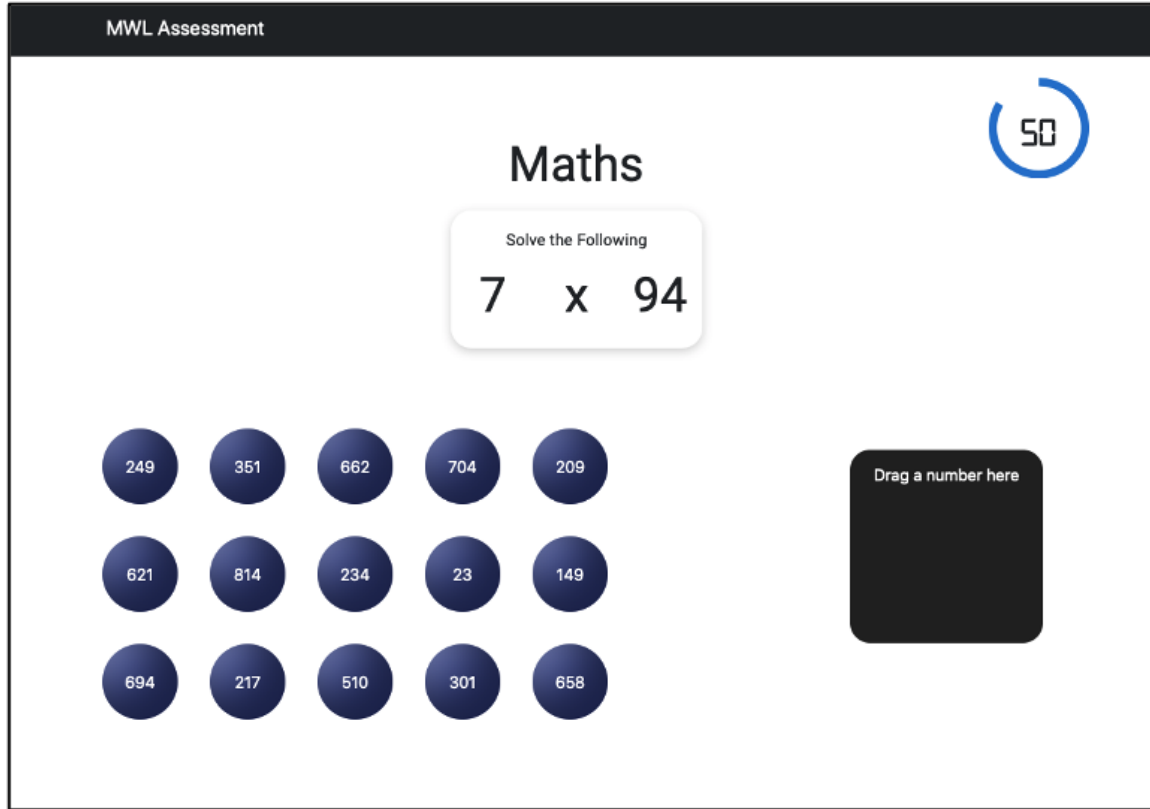 MWL Assessment
50
Maths
Solve the Following
7 x 94
249 351 662 704 209
Drag a number here
621 814 234 23 149
694 217 510 301 658